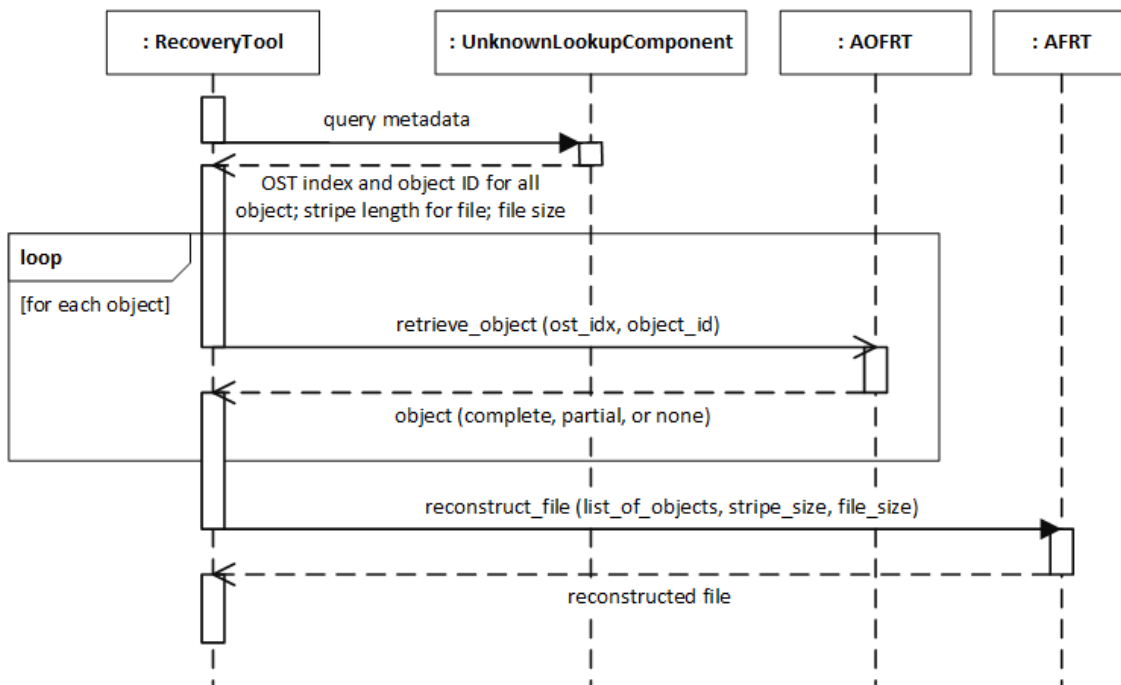 : RecoveryTool
: UnknownLookupComponent
: AOFRT
: AFRT
query metadata
OST index and object ID for all
object; stripe length for file; file size
loop
[for each object]
retrieve_object (ost_idx, object_id)
object (complete, partial, or none)
reconstruct_file (list_of_objects, stripe_size, file_size)
reconstructed file